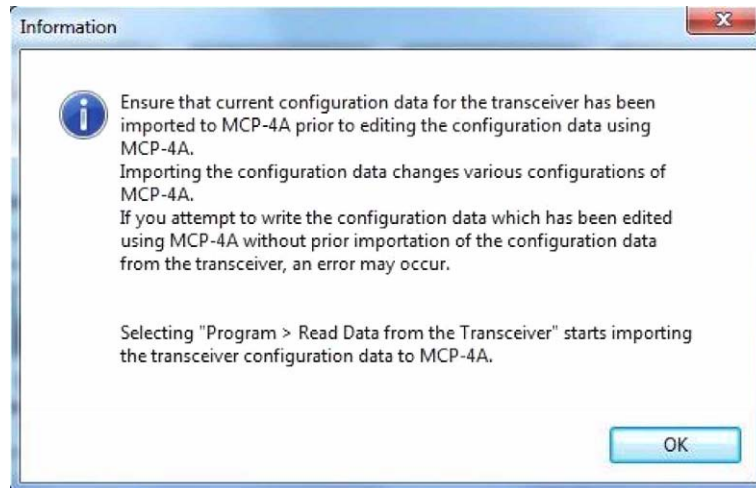 Information
Ensure that current configuration data for the transceiver has been
imported to MCP-4A prior to editing the configuration data using
MCP-4A.
Importing the configuration data changes various configurations of
MCP-4A.
If you attempt to write the configuration data which has been edited
using MCP-4A without prior importation of the configuration data
from the transceiver, an error may occur.
Selecting "Program > Read Data from the Transceiver" starts importing
the transceiver configuration data to MCP-4A.
OK